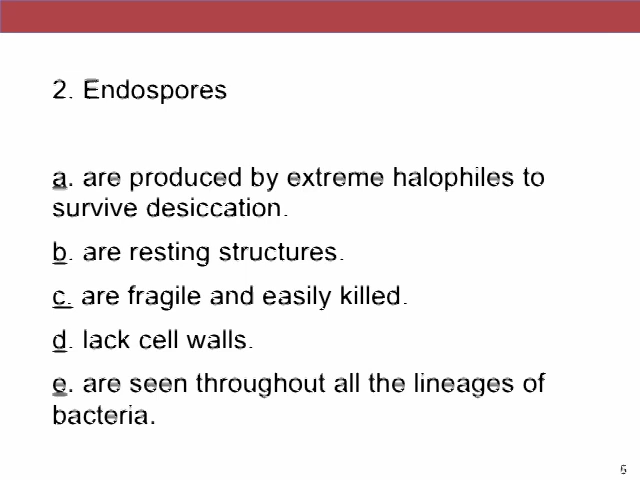 2. Endospores
a. are produced by extreme halophiles to
survive desiccation.
b. are resting structures.
c. are fragile and easily killed.
d. lack cell walls.
e. are seen throughout all the lineages of
bacteria.
6